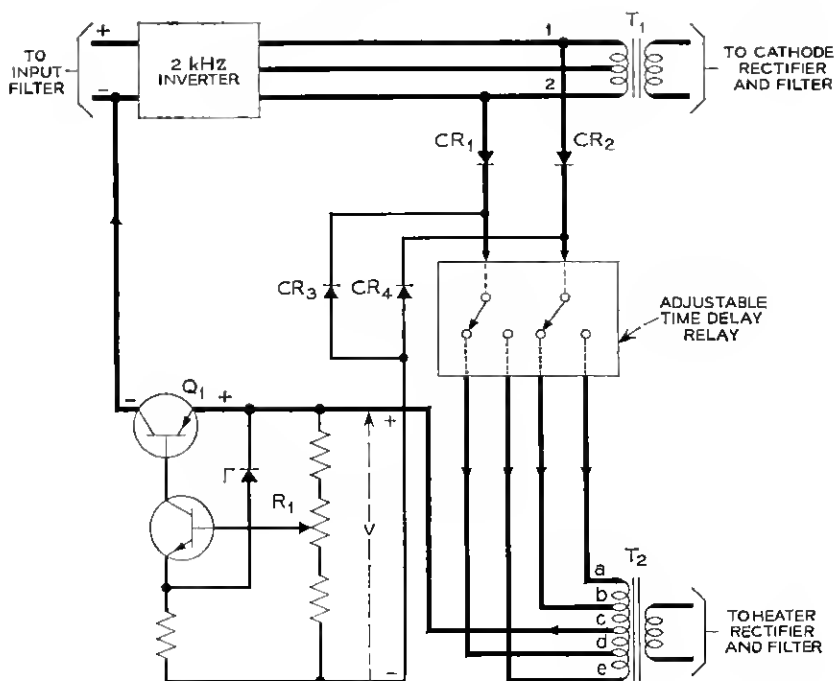 +
TO
INPUT
FILTER
-
2 kHz
INVERTER
1
2
T1
TO CATHODE
RECTIFIER
AND FILTER
CR1
CR2
CR3
CR4
ADJUSTABLE
TIME DELAY
RELAY
-
Q1
+
+
R1
V
-
T2
a
b
c
d
e
TO HEATER
RECTIFIER
AND FILTER